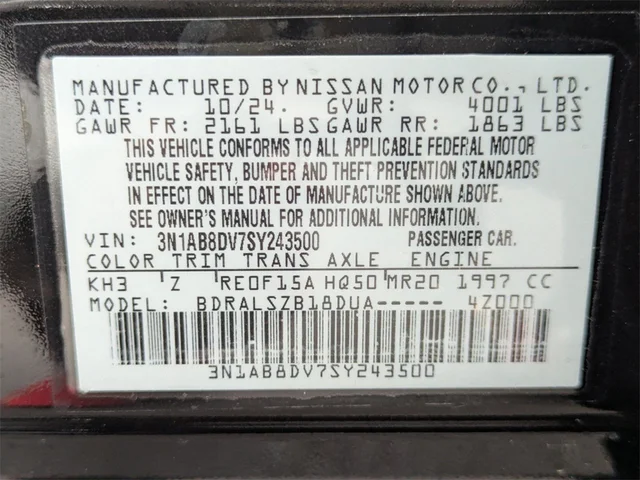 MANUFACTURED BY NISSAN MOTOR CO., LTD.
DATE: 10/24. GVWR: 4001 LBS
GAWR FR: 2161 LBS GAWR RR: 1863 LBS
THIS VEHICLE CONFORMS TO ALL APPLICABLE FEDERAL MOTOR
VEHICLE SAFETY, BUMPER AND THEFT PREVENTION STANDARDS
IN EFFECT ON THE DATE OF MANUFACTURE SHOWN ABOVE.
SEE OWNER'S MANUAL FOR ADDITIONAL INFORMATION.
VIN: 3N1AB8DV7SY243500 PASSENGER CAR.
COLOR TRIM TRANS AXLE ENGINE
KH3 Z RE0F15A HQ50 MR20 1997 CC
MODEL: BDRALSZB18DUA----- 4Z000
3N1AB8DV7SY243500